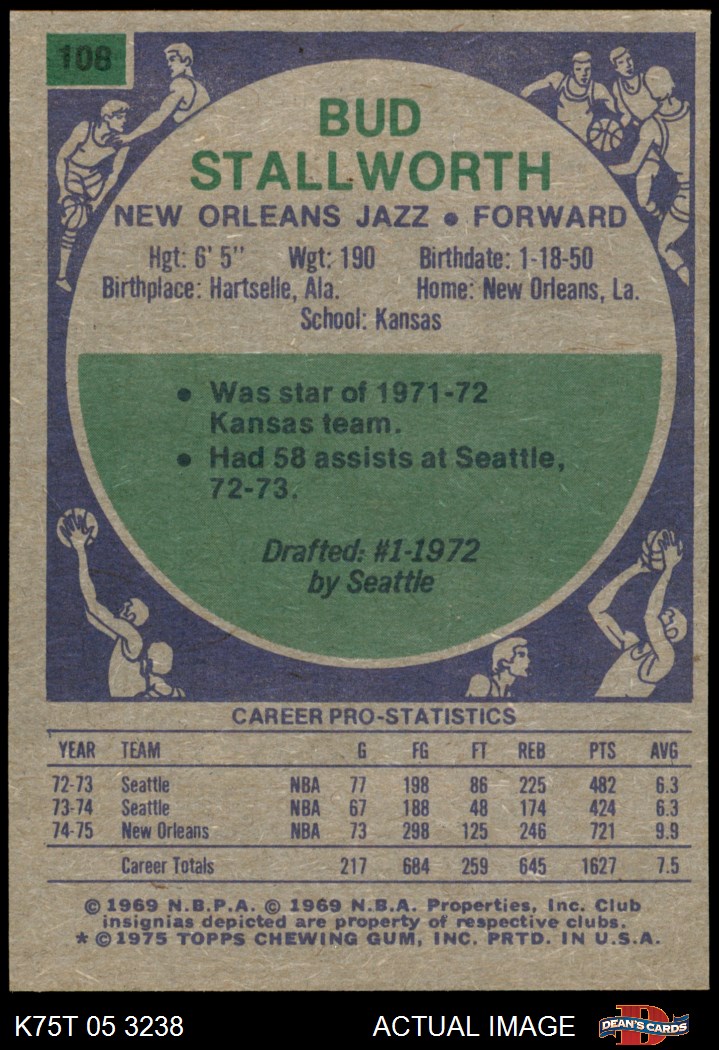 108
BUD
STALLWORTH
NEW ORLEANS JAZZ • FORWARD
Hgt: 6' 5" Wgt: 190 Birthdate: 1-18-50
Birthplace: Hartselle, Ala. Home: New Orleans, La.
School: Kansas
• Was star of 1971-72
Kansas team.
• Had 58 assists at Seattle,
72-73.
Drafted: #1-1972
by Seattle
CAREER PRO-STATISTICS
YEAR TEAM G FG FT REB PTS AVG
72-73 Seattle NBA 77 198 86 225 482 6.3
73-74 Seattle NBA 67 188 48 174 424 6.3
74-75 New Orleans NBA 73 298 125 246 721 9.9
Career Totals 217 684 259 645 1627 7.5
© 1969 N.B.P.A. © 1969 N.B.A. Properties, Inc. Club
insignias depicted are property of respective clubs.
* © 1975 TOPPS CHEWING GUM, INC. PRTD. IN U.S.A.
K75T 05 3238 ACTUAL IMAGE DEAN'S CARDS